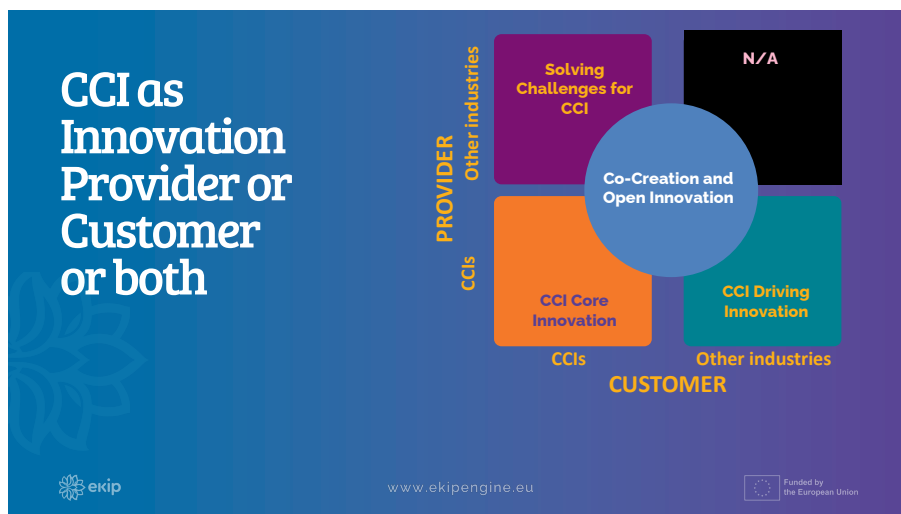 CCI as
Innovation
Provider or
Customer
or both
PROVIDER
Other industries
CCIs
Solving
Challenges for
CCI
N/A
Co-Creation and
Open Innovation
CCI Core
Innovation
CCI Driving
Innovation
CCIs
Other industries
CUSTOMER
ekip
www.ekipengine.eu
Funded by
the European Union